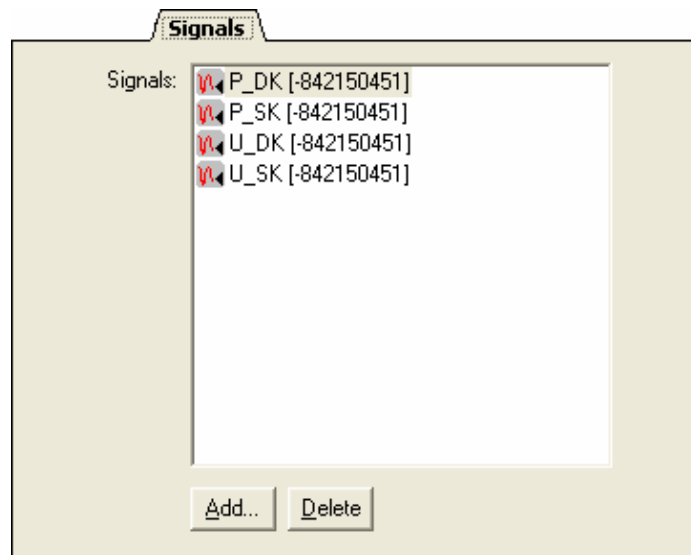 Signals
Signals: P_DK [-842150451]
P_SK [-842150451]
U_DK [-842150451]
U_SK [-842150451]
Add... Delete